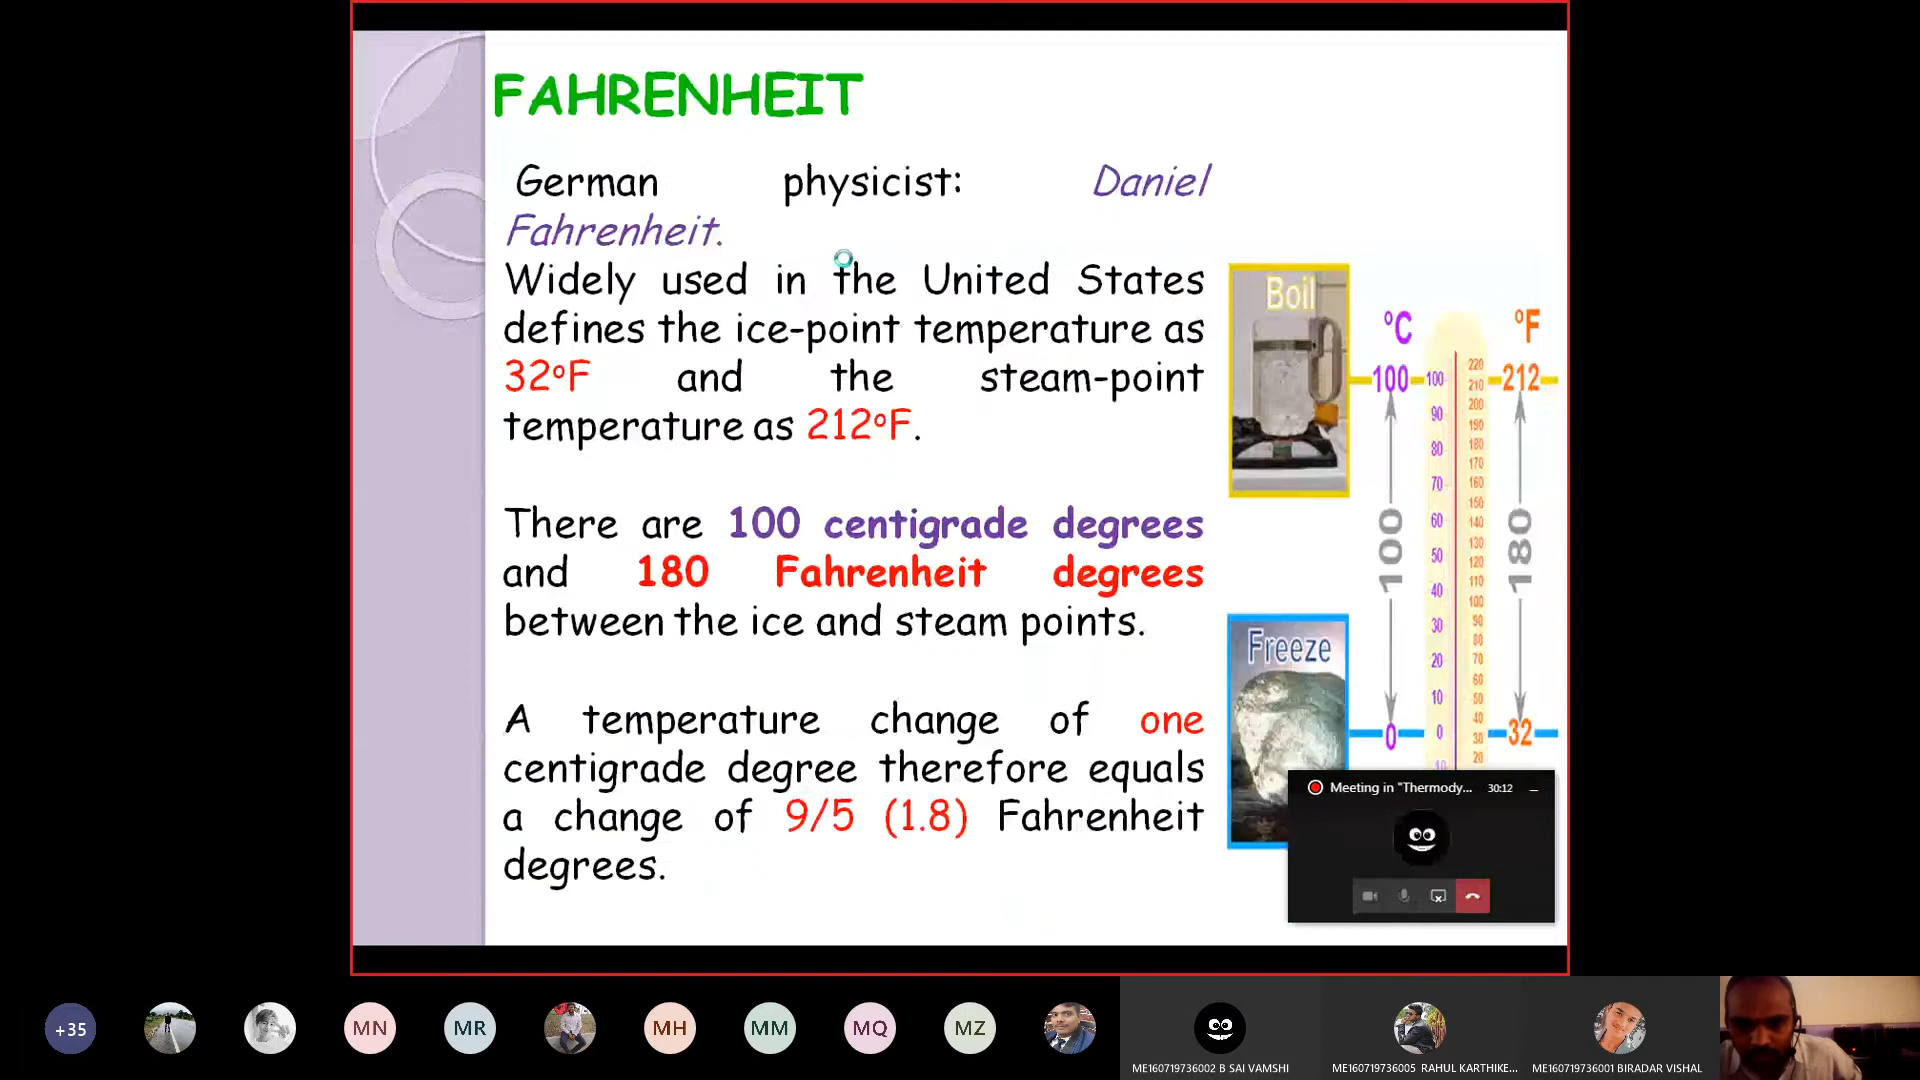 FAHRENHEIT
German physicist: Daniel
Fahrenheit.
Widely used in the United States
defines the ice-point temperature as
32°F and the steam-point
temperature as 212°F.
There are 100 centigrade degrees
and 180 Fahrenheit degrees
between the ice and steam points.
A temperature change of one
centigrade degree therefore equals
a change of 9/5 (1.8) Fahrenheit
degrees.
Boil
Freeze
°C
°F
100
212
100
180
0
32
100
90
80
70
60
50
40
30
20
10
0
10
220
210
200
190
180
170
160
150
140
130
120
110
100
90
80
70
60
50
40
30
20
Meeting in "Thermody... 30:12
+35
MN
MR
MH
MM
MQ
MZ
ME160719736002 B SAI VAMSHI
ME160719736005 RAHUL KARTHIKE...
ME160719736001 BIRADAR VISHAL